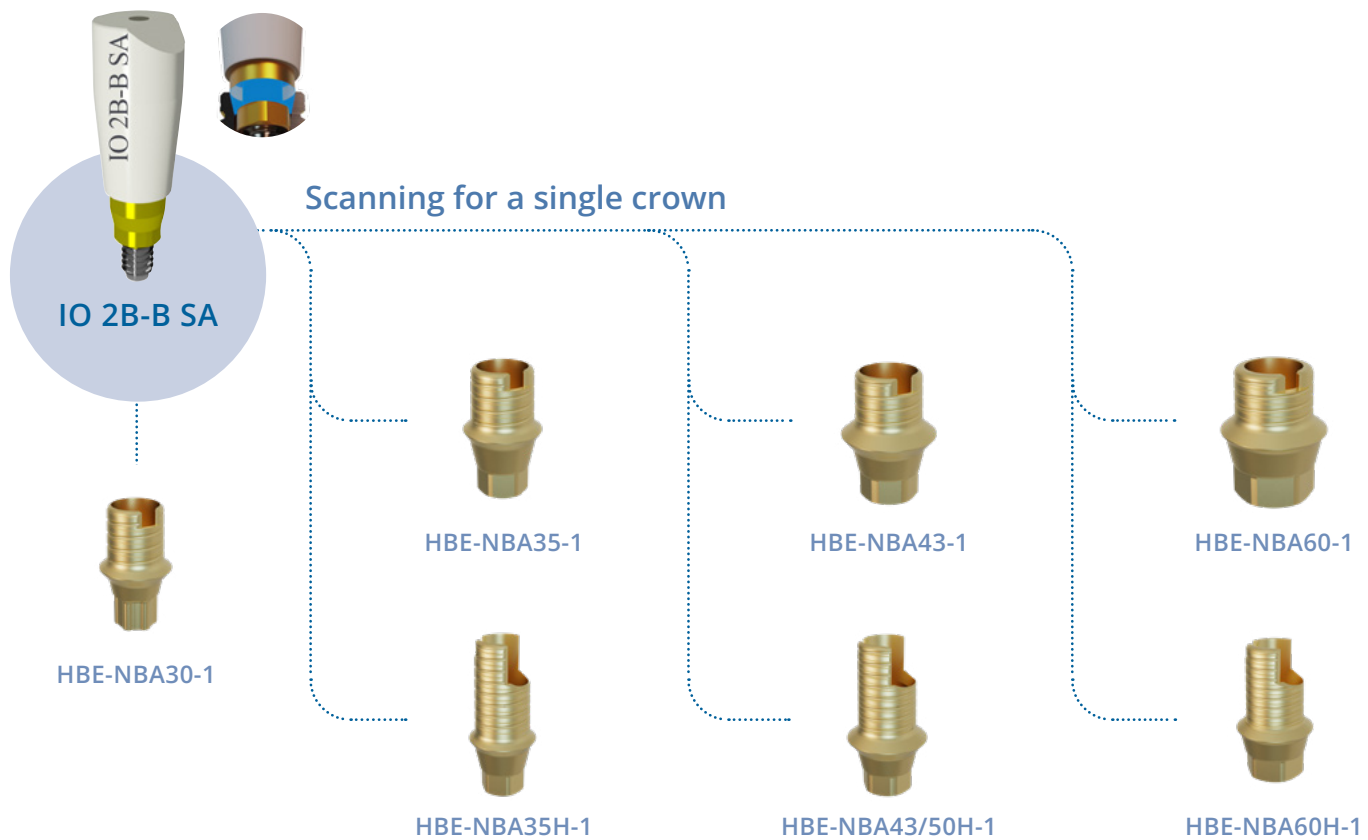 IO 2B-B SA
Scanning for a single crown
IO 2B-B SA
HBE-NBA35-1
HBE-NBA43-1
HBE-NBA60-1
HBE-NBA30-1
HBE-NBA35H-1
HBE-NBA43/50H-1
HBE-NBA60H-1